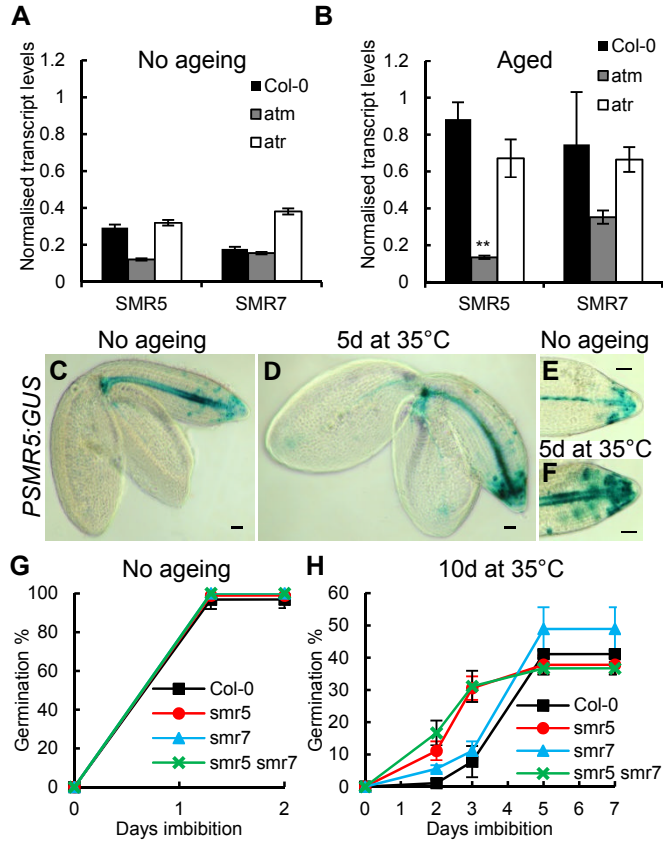 A
No ageing
Normalised transcript levels
1.2
1
0.8
0.6
0.4
0.2
0
Col-0
atm
atr
SMR5
SMR7
B
Aged
Normalised transcript levels
1.2
1
0.8
0.6
0.4
0.2
0
Col-0
atm
atr
**
SMR5
SMR7
No ageing
5d at 35°C
No ageing
PSMR5:GUS
C
D
E
5d at 35°C
F
G
No ageing
Germination %
100
80
60
40
20
0
Col-0
smr5
smr7
smr5 smr7
0
1
2
Days imbibition
H
10d at 35°C
Germination %
60
50
40
30
20
10
0
Col-0
smr5
smr7
smr5 smr7
0
1
2
3
4
5
6
7
Days imbibition